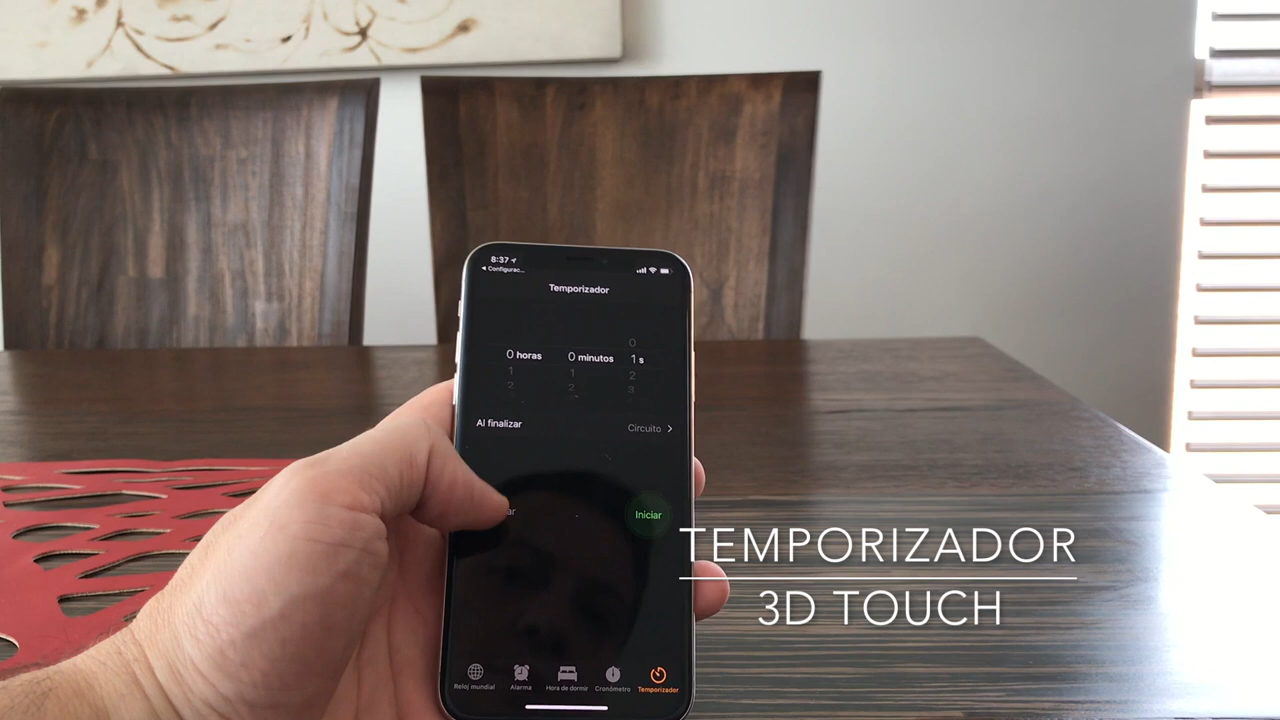 8:37
Configurac...
Temporizador
0
0 horas 0 minutos 1 s
1 1 2
2 2 3
Al finalizar
Circuito
ar
Iniciar
TEMPORIZADOR
3D TOUCH
Reloj mundial
Alarma
Hora de dormir
Cronómetro
Temporizador